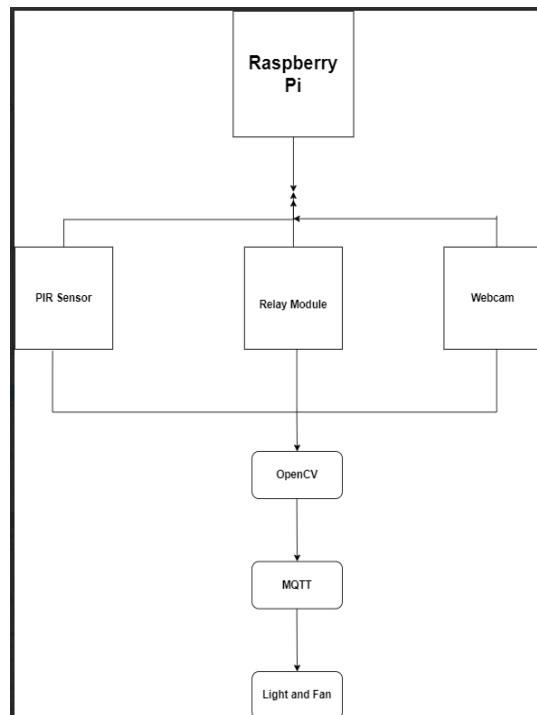 Raspberry
Pi
PIR Sensor
Relay Module
Webcam
OpenCV
MQTT
Light and Fan